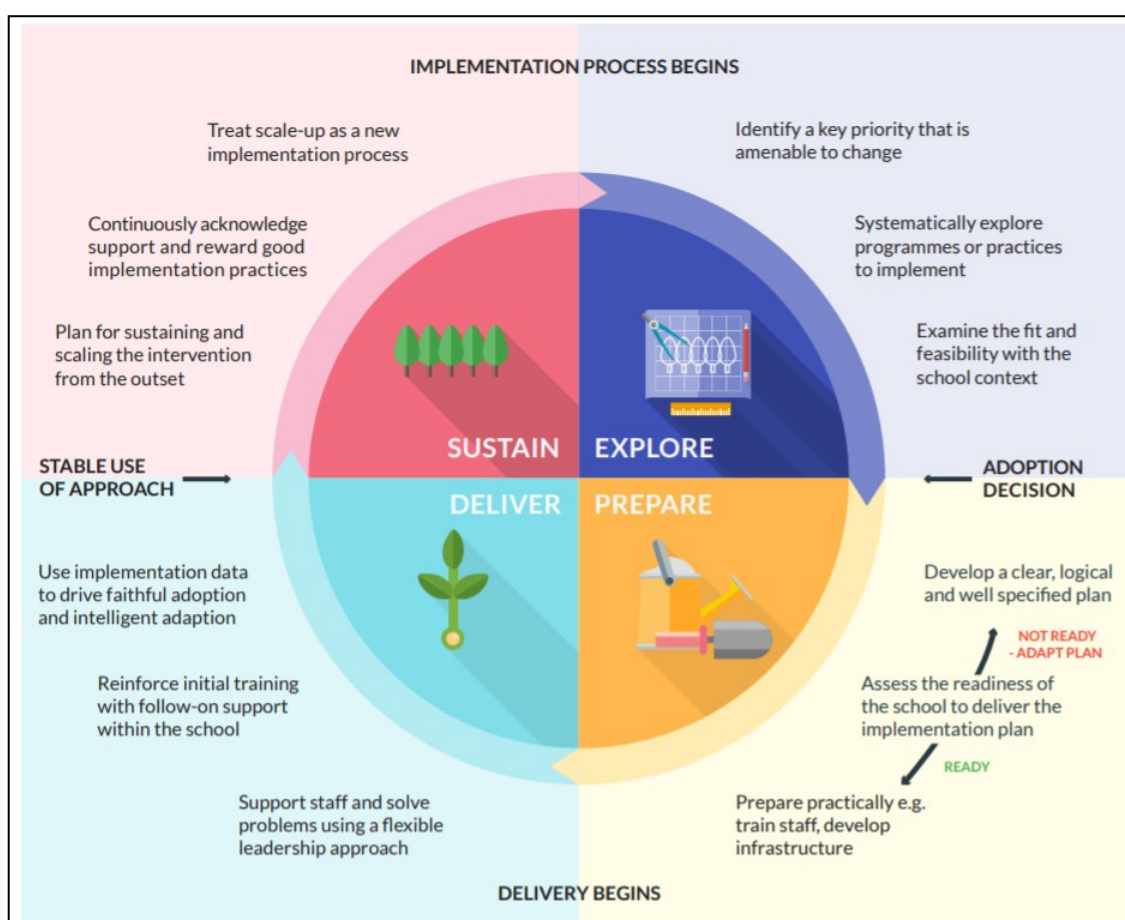 IMPLEMENTATION PROCESS BEGINS
Treat scale-up as a new
implementation process
Continuously acknowledge
support and reward good
implementation practices
Plan for sustaining and
scaling the intervention
from the outset
Identify a key priority that is
amenable to change
Systematically explore
programmes or practices
to implement
Examine the fit and
feasibility with the
school context
SUSTAIN
EXPLORE
STABLE USE
OF APPROACH
ADOPTION
DECISION
DELIVER
PREPARE
Use implementation data
to drive faithful adoption
and intelligent adaption
Reinforce initial training
with follow-on support
within the school
Support staff and solve
problems using a flexible
leadership approach
Develop a clear, logical
and well specified plan
NOT READY
- ADAPT PLAN
Assess the readiness of
the school to deliver the
implementation plan
READY
Prepare practically e.g.
train staff, develop
infrastructure
DELIVERY BEGINS